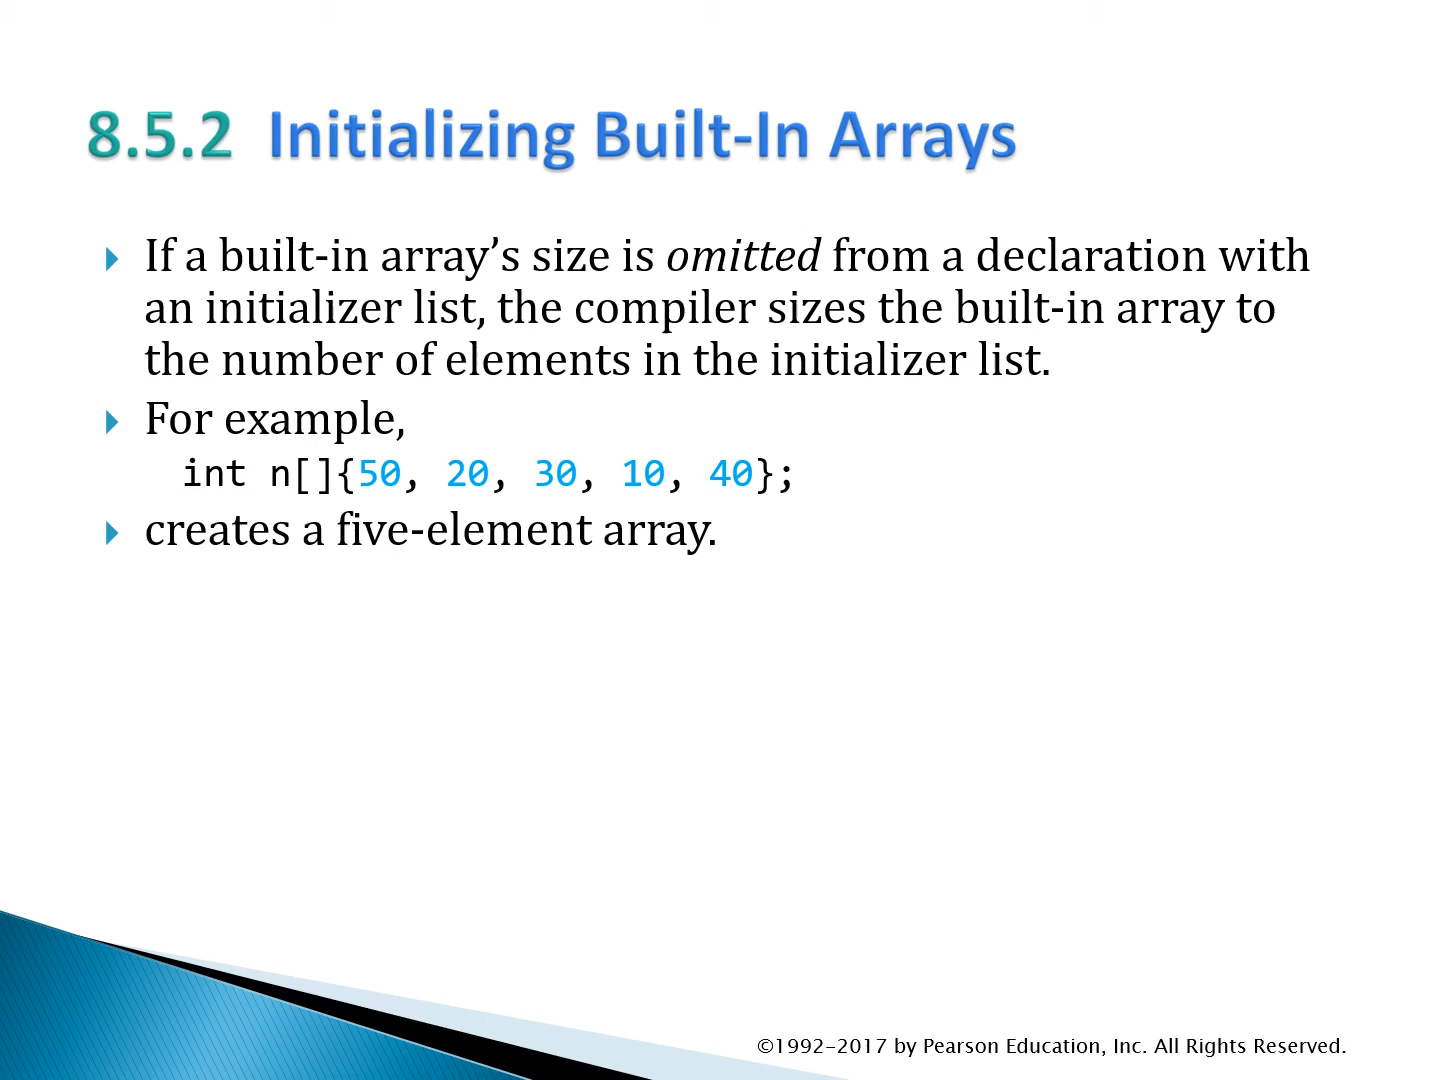 8.5.2 Initializing Built-In Arrays
If a built-in array’s size is omitted from a declaration with
an initializer list, the compiler sizes the built-in array to
the number of elements in the initializer list.
For example,
int n[]{50, 20, 30, 10, 40};
creates a five-element array.
©1992-2017 by Pearson Education, Inc. All Rights Reserved.